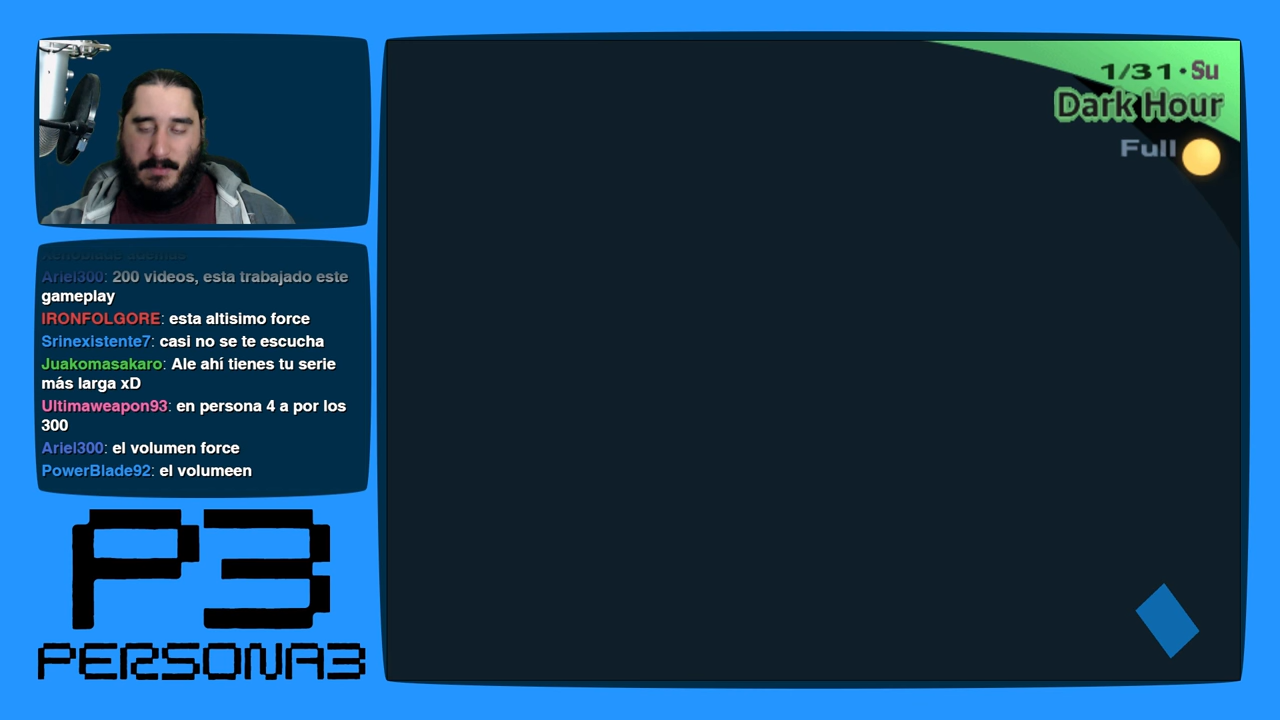 1/31・Su
Dark Hour
Full
Ariel300: 200 videos, esta trabajado este
gameplay
IRONFOLGORE: esta altisimo force
Srinexistente7: casi no se te escucha
Juakomasakaro: Ale ahí tienes tu serie
más larga xD
Ultimaweapon93: en persona 4 a por los
300
Ariel300: el volumen force
PowerBlade92: el volumeen
P3
PERSONA3